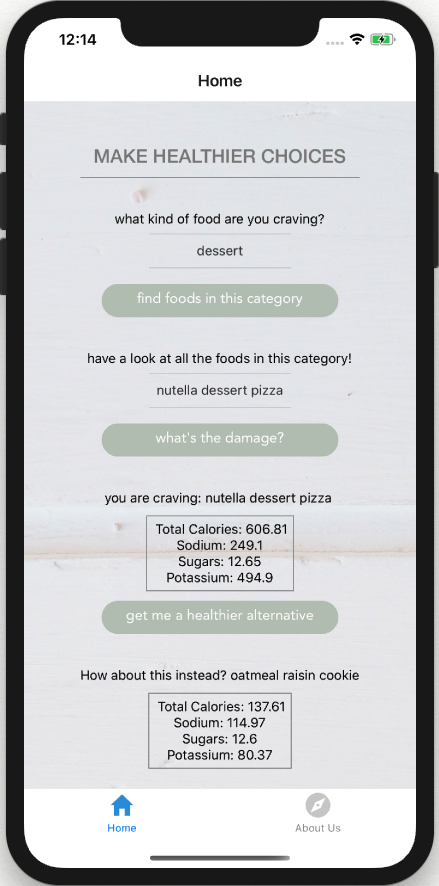 12:14
Home
MAKE HEALTHIER CHOICES
what kind of food are you craving?
dessert
find foods in this category
have a look at all the foods in this category!
nutella dessert pizza
what's the damage?
you are craving: nutella dessert pizza
Total Calories: 606.81
Sodium: 249.1
Sugars: 12.65
Potassium: 494.9
get me a healthier alternative
How about this instead? oatmeal raisin cookie
Total Calories: 137.61
Sodium: 114.97
Sugars: 12.6
Potassium: 80.37
Home
About Us